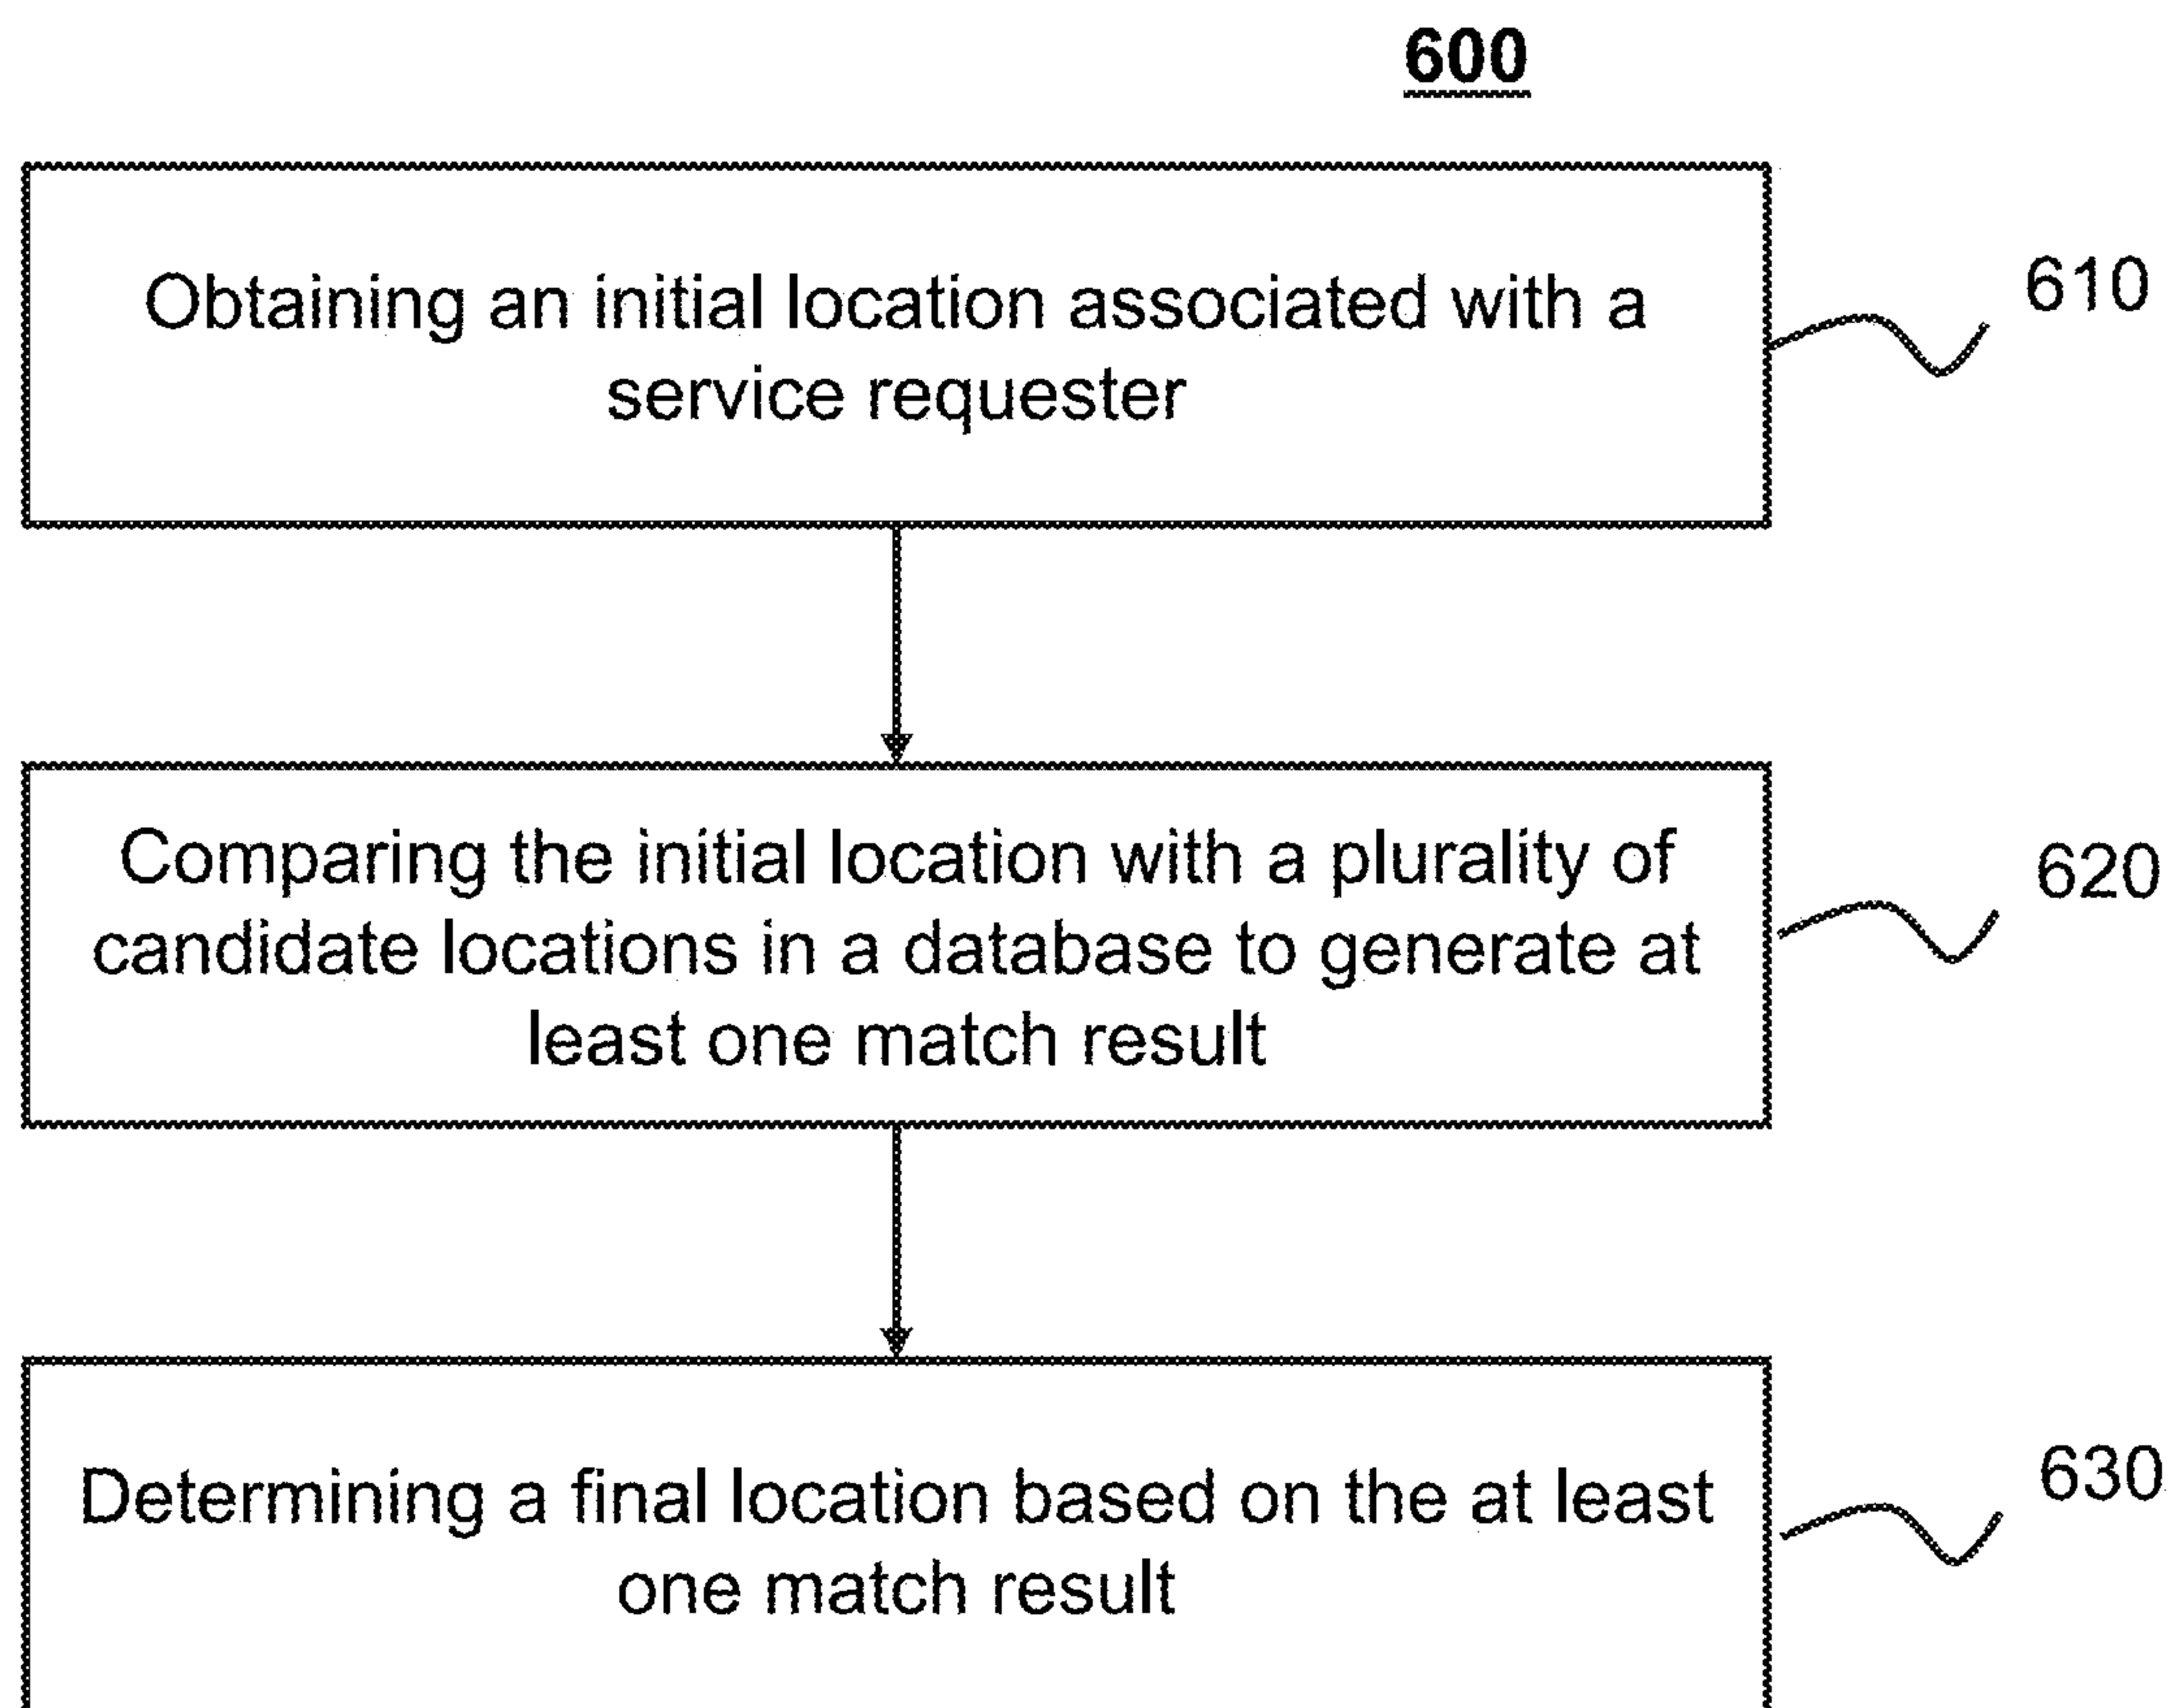 600
Obtaining an initial location associated with a
service requester
610
Comparing the initial location with a plurality of
candidate locations in a database to generate at
least one match result
620
Determining a final location based on the at least
one match result
630